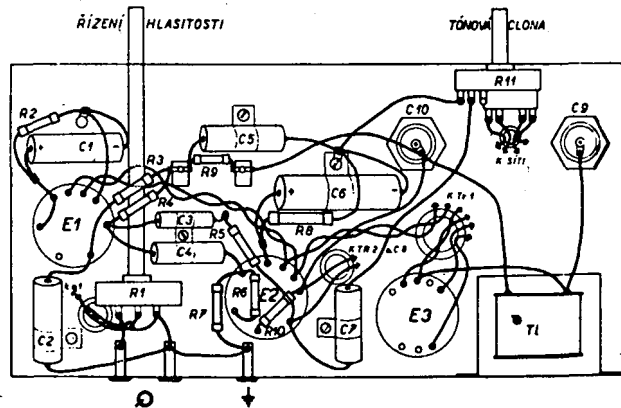 ŘÍZENÍ HLASITOSTI
TÓNOVÁ CLONA
R11
R2
C1
C5
C10
C9
K SÍTI
R3
R9
R4
C6
K Tr 1
E1
C3
R5
R8
C4
K TR 2 a C8
R1
R6
E2
C2
R7
R10
C7
E3
Tl